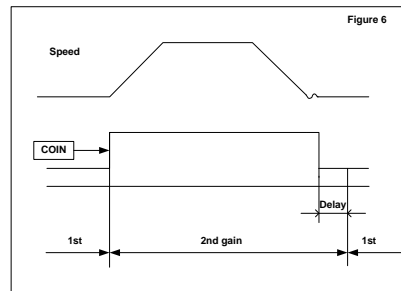 Figure 6
Speed
COIN
Delay
1st
2nd gain
1st